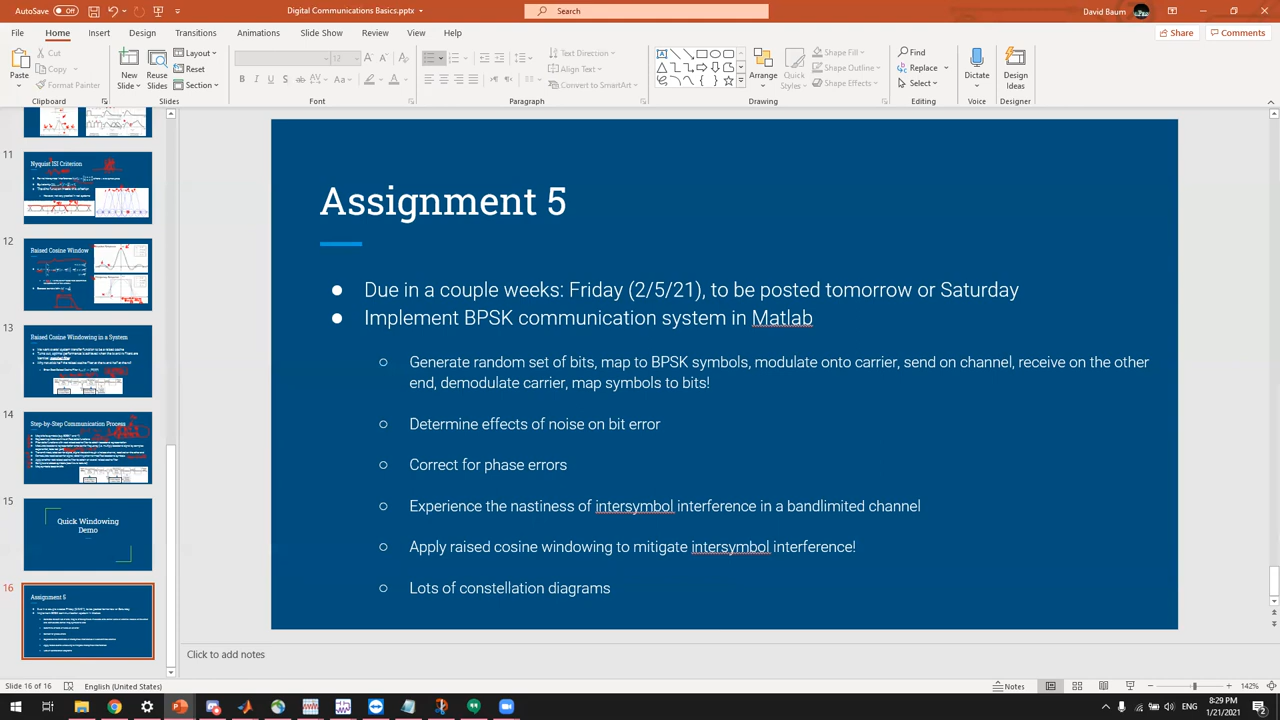 AutoSave Off
Digital Communications Basics.pptx
Search
David Bum
File Home Insert Design Transitions Animations Slide Show Review View Help
Share Comments
Paste
Cut
Copy
Format Painter
Clipboard
New Slide
Reuse Slides
Layout
Reset
Section
Slides
12
B I U S ab AV Aa A
Font
Text Direction
Align Text
Convert to SmartArt
Paragraph
Arrange
Quick Styles
Shape Fill
Shape Outline
Shape Effects
Drawing
Find
Replace
Select
Editing
Dictate
Voice
Design Ideas
Designer
11
Nyquist ISI Criterion
12
Raised Cosine Window
13
Raised Cosine Windowing in a System
14
Step-by-Step Communication Process
15
Quick Windowing
Demo
16
Assignment 5
Assignment 5
● Due in a couple weeks: Friday (2/5/21), to be posted tomorrow or Saturday
● Implement BPSK communication system in Matlab
○ Generate random set of bits, map to BPSK symbols, modulate onto carrier, send on channel, receive on the other
end, demodulate carrier, map symbols to bits!
○ Determine effects of noise on bit error
○ Correct for phase errors
○ Experience the nastiness of intersymbol interference in a bandlimited channel
○ Apply raised cosine windowing to mitigate intersymbol interference!
○ Lots of constellation diagrams
Click to add notes
Slide 16 of 16
English (United States)
Notes
142%
ENG
8:29 PM
1/21/2021